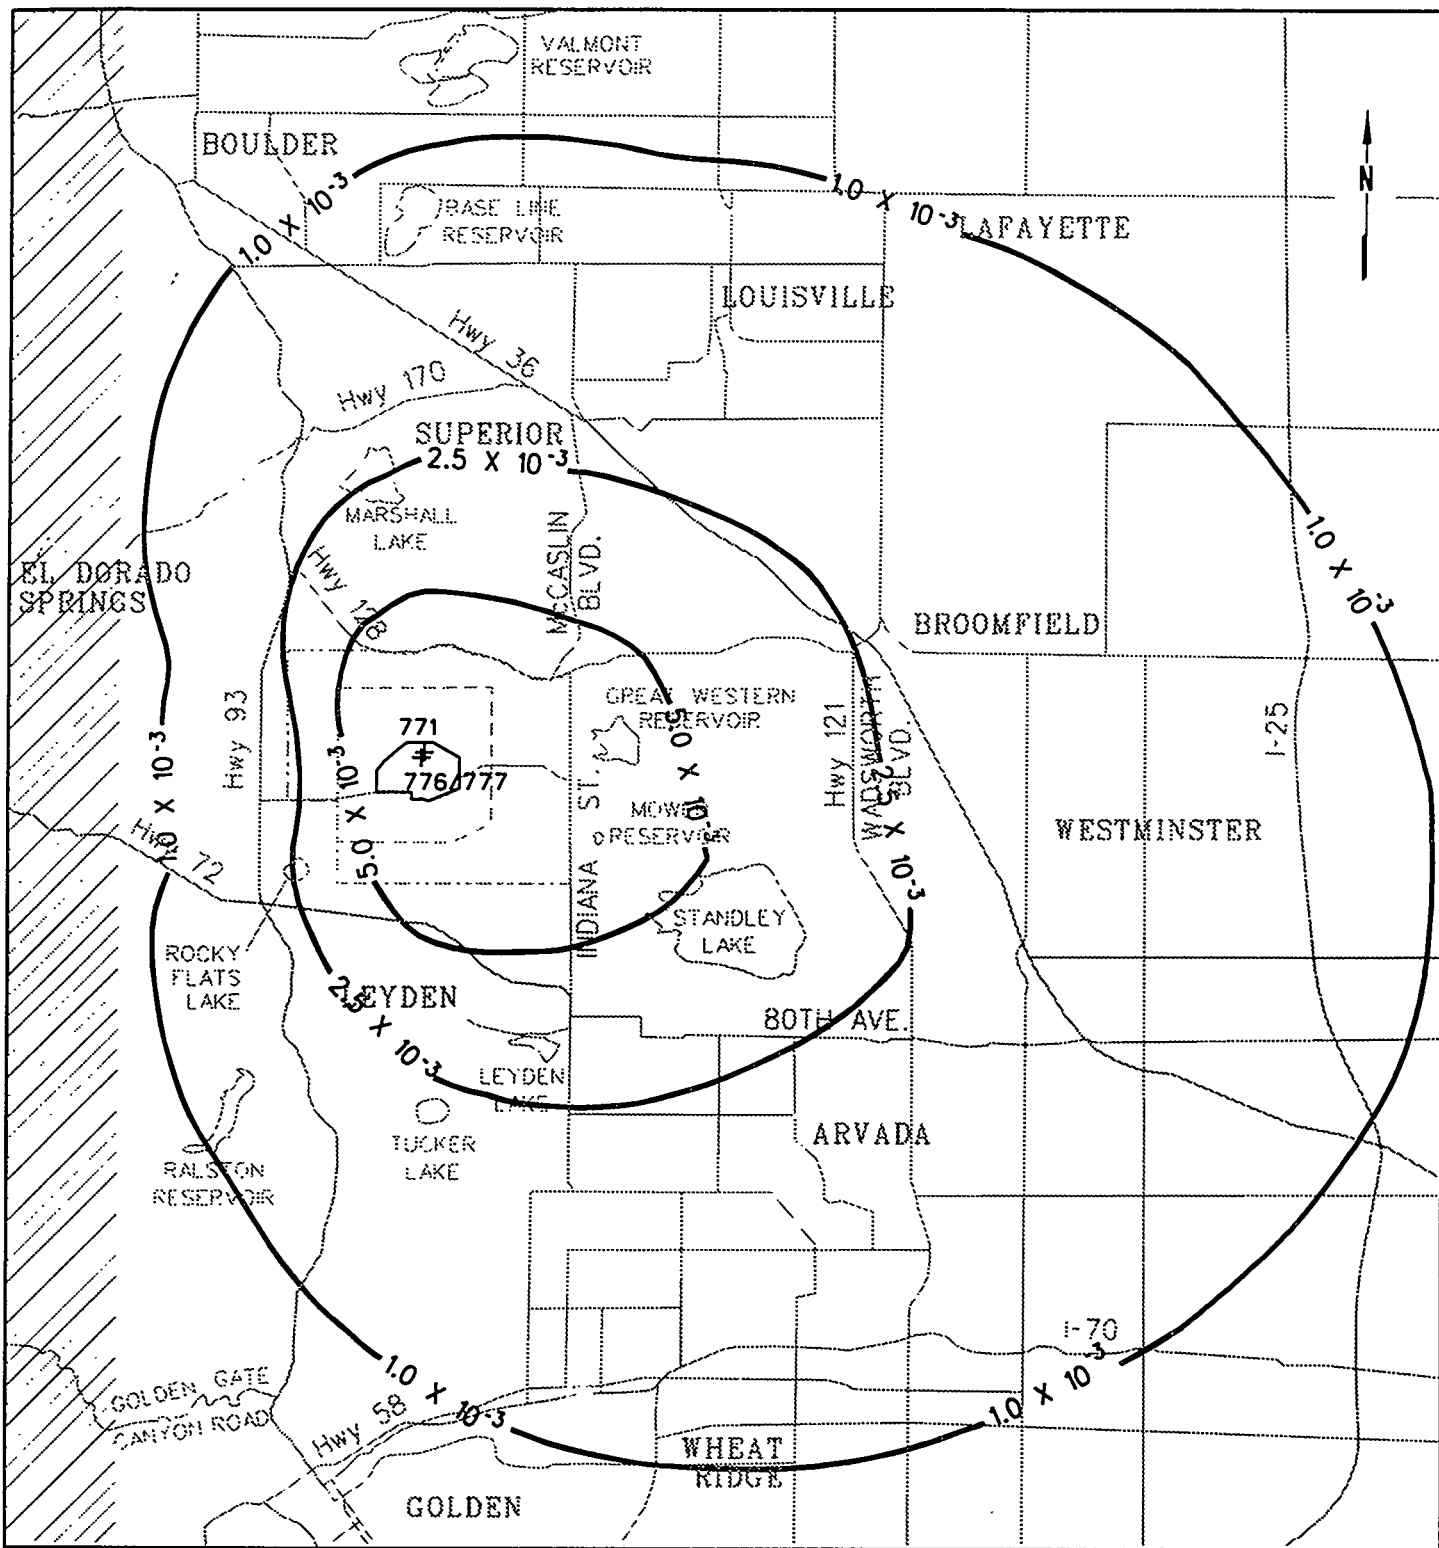 VALMONT
RESERVOIR
BOULDER
N
1.0 X 10-3
1.0 X 10-3
BASE LINE
RESERVOIR
LAFAYETTE
LOUISVILLE
Hwy 36
Hwy 170
SUPERIOR
2.5 X 10-3
MARSHALL
LAKE
McCASLIN
BLVD.
1.0 X 10-3
EL DORADO
SPRINGS
Hwy 128
BROOMFIELD
GREAT WESTERN
RESERVOIR
Hwy 93
771
776/777
5.0 X 10-3
5.0 X
Hwy 121
WADSWORTH
BLVD.
2.5 X 10-3
I-25
1.0 X 10-3
Hwy 72
RESERVOIR
WESTMINSTER
INDIANA ST.
STANDLEY
LAKE
ROCKY
FLATS
LAKE
LEYDEN
2.5 X 10-3
80TH AVE.
LEYDEN
LAKE
TUCKER
LAKE
ARVADA
RALSTON
RESERVOIR
I-70
1.0 X 10-3
1.0 X 10-3
GOLDEN GATE
CANYON ROAD
Hwy 58
WHEAT
RIDGE
GOLDEN